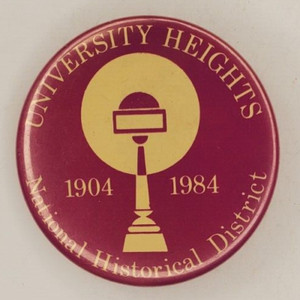 UNIVERSITY HEIGHTS
1904 1984
National Historical District